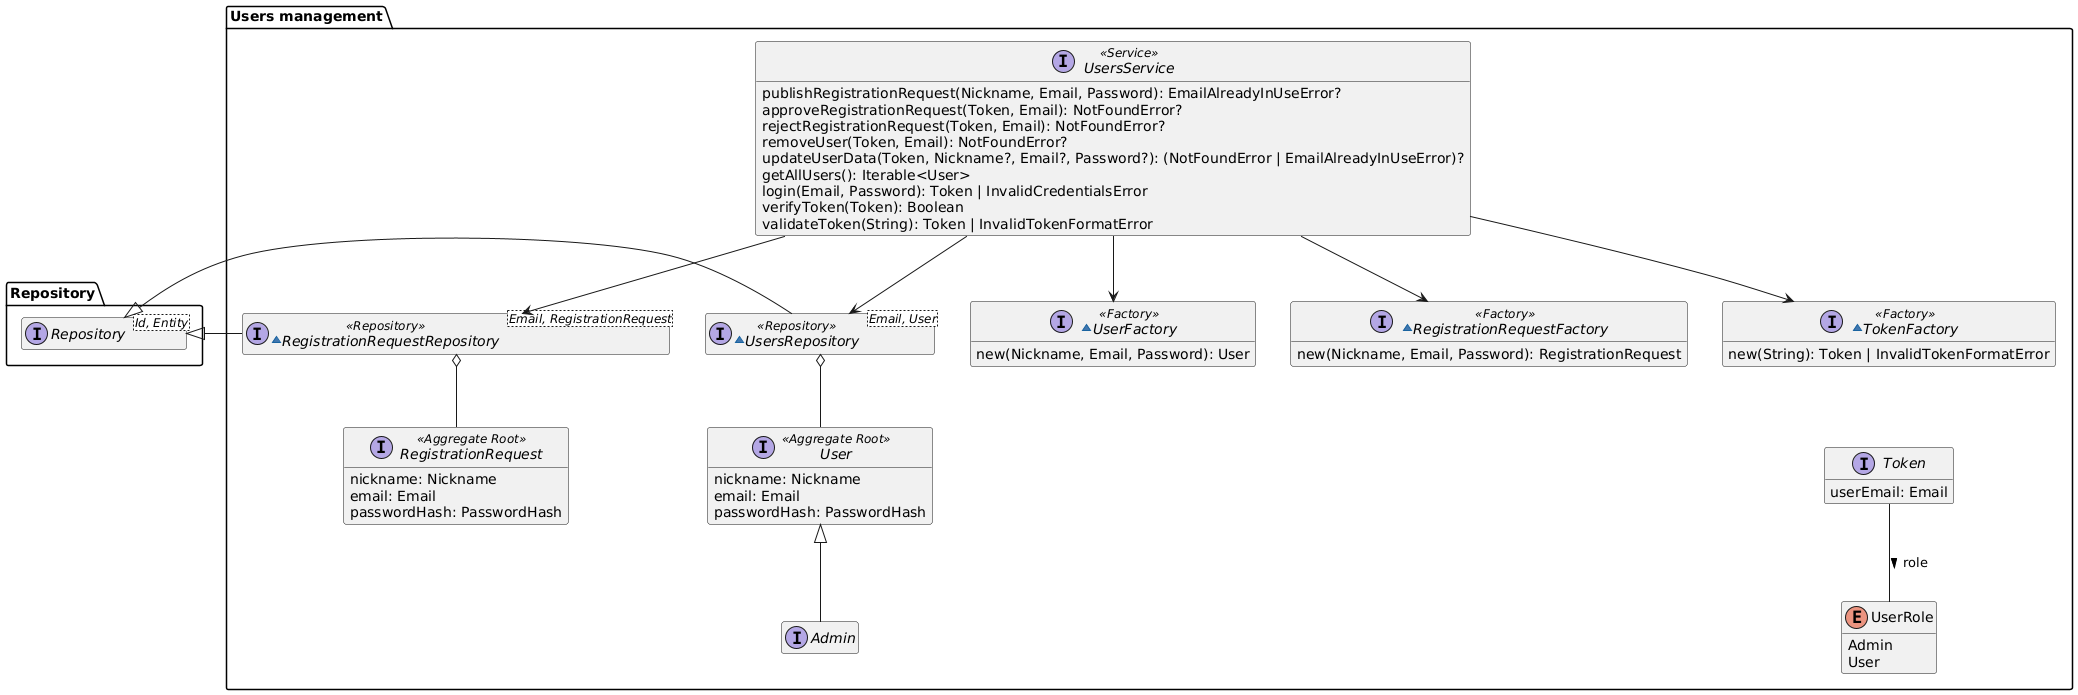 Users management
«Service»
I UsersService
publishRegistrationRequest(Nickname, Email, Password): EmailAlreadyInUseError?
approveRegistrationRequest(Token, Email): NotFoundError?
rejectRegistrationRequest(Token, Email): NotFoundError?
removeUser(Token, Email): NotFoundError?
updateUserData(Token, Nickname?, Email?, Password?): (NotFoundError | EmailAlreadyInUseError)?
getAllUsers(): Iterable<User>
login(Email, Password): Token | InvalidCredentialsError
verifyToken(Token): Boolean
validateToken(String): Token | InvalidTokenFormatError
Repository
I Repository
Id, Entity
«Repository»
I RegistrationRequestRepository
Email, RegistrationRequest
«Repository»
I UsersRepository
Email, User
«Factory»
I UserFactory
new(Nickname, Email, Password): User
«Factory»
I RegistrationRequestFactory
new(Nickname, Email, Password): RegistrationRequest
«Factory»
I TokenFactory
new(String): Token | InvalidTokenFormatError
«Aggregate Root»
I RegistrationRequest
nickname: Nickname
email: Email
passwordHash: PasswordHash
«Aggregate Root»
I User
nickname: Nickname
email: Email
passwordHash: PasswordHash
I Token
userEmail: Email
role
I Admin
E UserRole
Admin
User